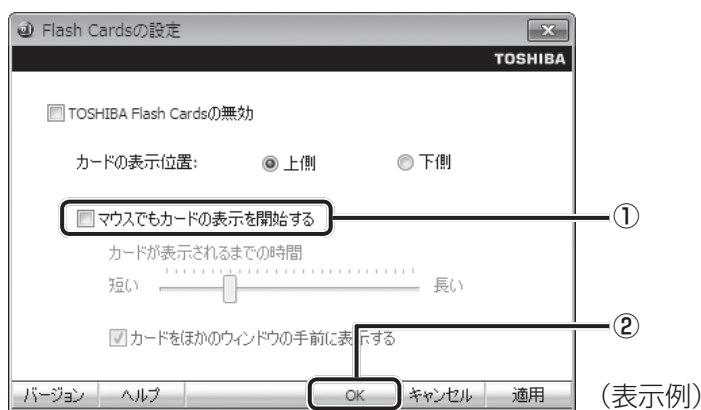 Flash Cardsの設定
TOSHIBA
TOSHIBA Flash Cardsの無効
カードの表示位置: 上側 下側
マウスでもカードの表示を開始する ①
カードが表示されるまでの時間
短い 長い
②
カードをほかのウィンドウの手前に表示する
バージョン ヘルプ OK キャンセル 適用 (表示例)